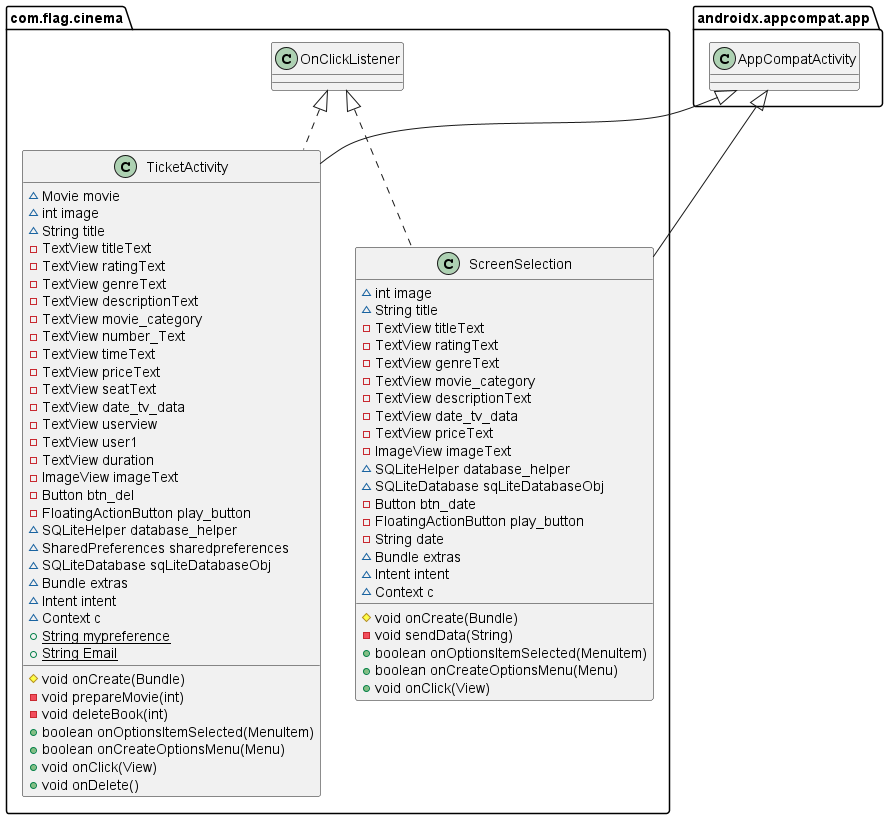 com.flag.cinema
androidx.appcompat.app
C OnClickListener
C AppCompatActivity
C TicketActivity
Movie movie
int image
String title
TextView titleText
TextView ratingText
TextView genreText
TextView descriptionText
TextView movie_category
TextView number_Text
TextView timeText
TextView priceText
TextView seatText
TextView date_tv_data
TextView userview
TextView user1
TextView duration
ImageView imageText
Button btn_del
FloatingActionButton play_button
SQLiteHelper database_helper
SharedPreferences sharedpreferences
SQLiteDatabase sqLiteDatabaseObj
Bundle extras
Intent intent
Context c
String mypreference
String Email
void onCreate(Bundle)
void prepareMovie(int)
void deleteBook(int)
boolean onOptionsItemSelected(MenuItem)
boolean onCreateOptionsMenu(Menu)
void onClick(View)
void onDelete()
C ScreenSelection
int image
String title
TextView titleText
TextView ratingText
TextView genreText
TextView movie_category
TextView descriptionText
TextView date_tv_data
TextView priceText
ImageView imageText
SQLiteHelper database_helper
SQLiteDatabase sqLiteDatabaseObj
Button btn_date
FloatingActionButton play_button
String date
Bundle extras
Intent intent
Context c
void onCreate(Bundle)
void sendData(String)
boolean onOptionsItemSelected(MenuItem)
boolean onCreateOptionsMenu(Menu)
void onClick(View)